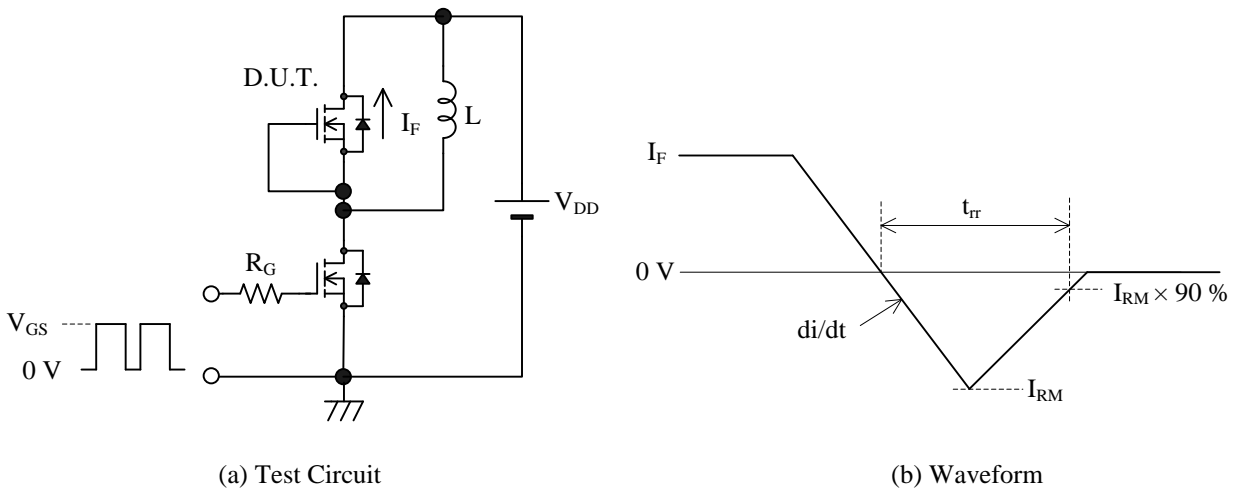 D.U.T.
I_F
L
V_DD
R_G
V_GS
0 V
(a) Test Circuit
I_F
t_rr
0 V
I_RM × 90 %
di/dt
I_RM
(b) Waveform